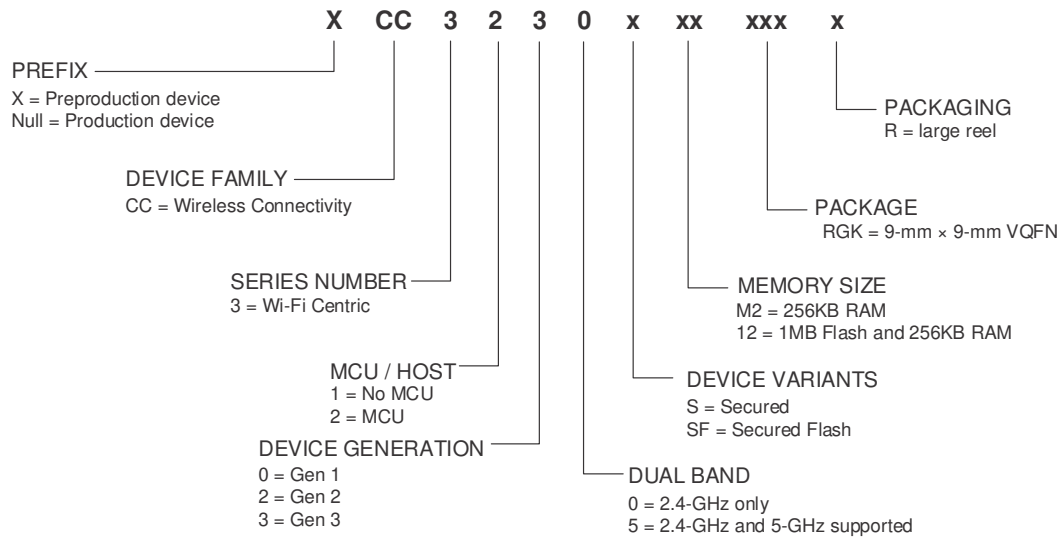 X CC 3 2 3 0 x xx xxx x
PREFIX
X = Preproduction device
Null = Production device
PACKAGING
R = large reel
DEVICE FAMILY
CC = Wireless Connectivity
PACKAGE
RGK = 9-mm × 9-mm VQFN
SERIES NUMBER
3 = Wi-Fi Centric
MEMORY SIZE
M2 = 256KB RAM
12 = 1MB Flash and 256KB RAM
MCU / HOST
1 = No MCU
2 = MCU
DEVICE VARIANTS
S = Secured
SF = Secured Flash
DEVICE GENERATION
0 = Gen 1
2 = Gen 2
3 = Gen 3
DUAL BAND
0 = 2.4-GHz only
5 = 2.4-GHz and 5-GHz supported